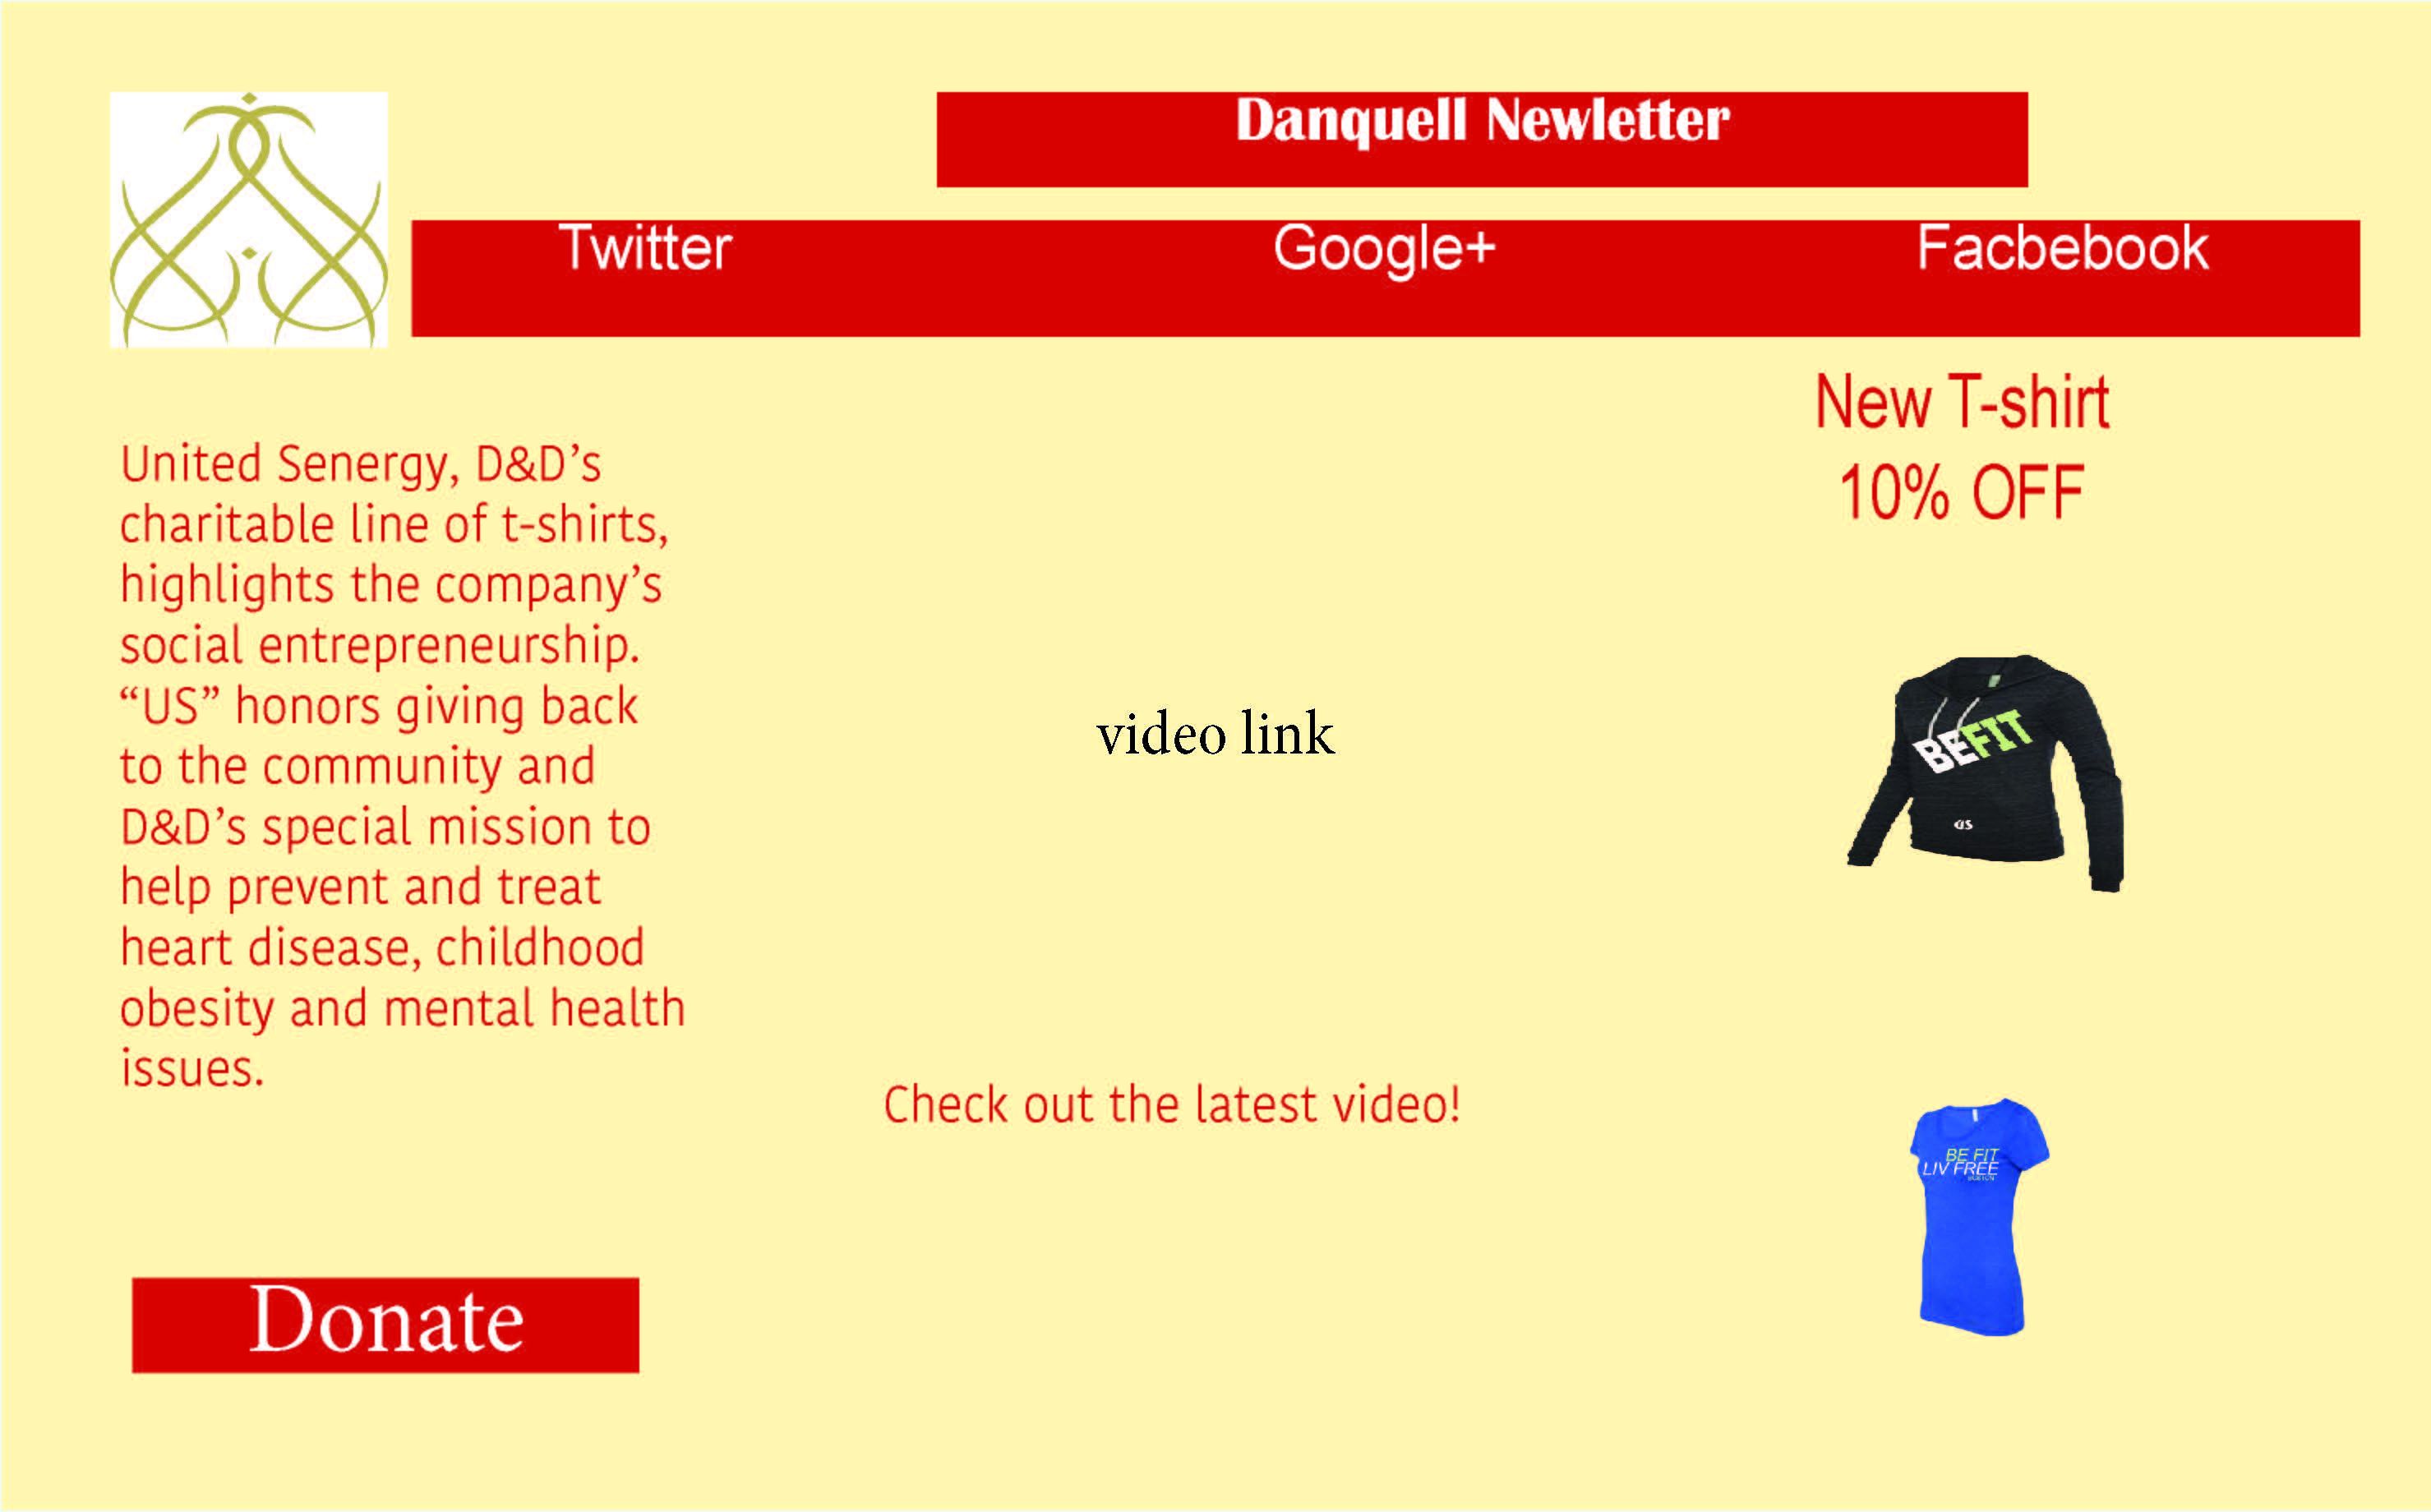 Danquell Newletter
Twitter
Google+
Facbebook
United Senergy, D&D’s
charitable line of t-shirts,
highlights the company’s
social entrepreneurship.
“US” honors giving back
to the community and
D&D’s special mission to
help prevent and treat
heart disease, childhood
obesity and mental health
issues.
Donate
video link
Check out the latest video!
New T-shirt
10% OFF
BEFIT
US
BE FIT
LIV FREE